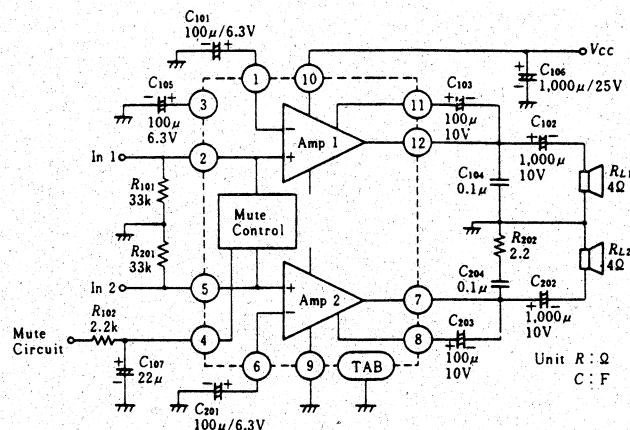 C101
100μ/6.3V
Vcc
C105
100μ
6.3V
1
10
C106
1,000μ/25V
3
11
C103
100μ
10V
C102
1,000μ
10V
In 1
2
Amp 1
12
R101
33k
C104
0.1μ
RL1
4Ω
Mute
Control
R201
33k
R202
2.2
RL2
4Ω
In 2
5
Amp 2
7
C204
0.1μ
C202
1,000μ
10V
R102
2.2k
Mute
Circuit
4
8
C203
100μ
10V
C107
22μ
6
9
TAB
Unit R : Ω
C : F
C201
100μ/6.3V